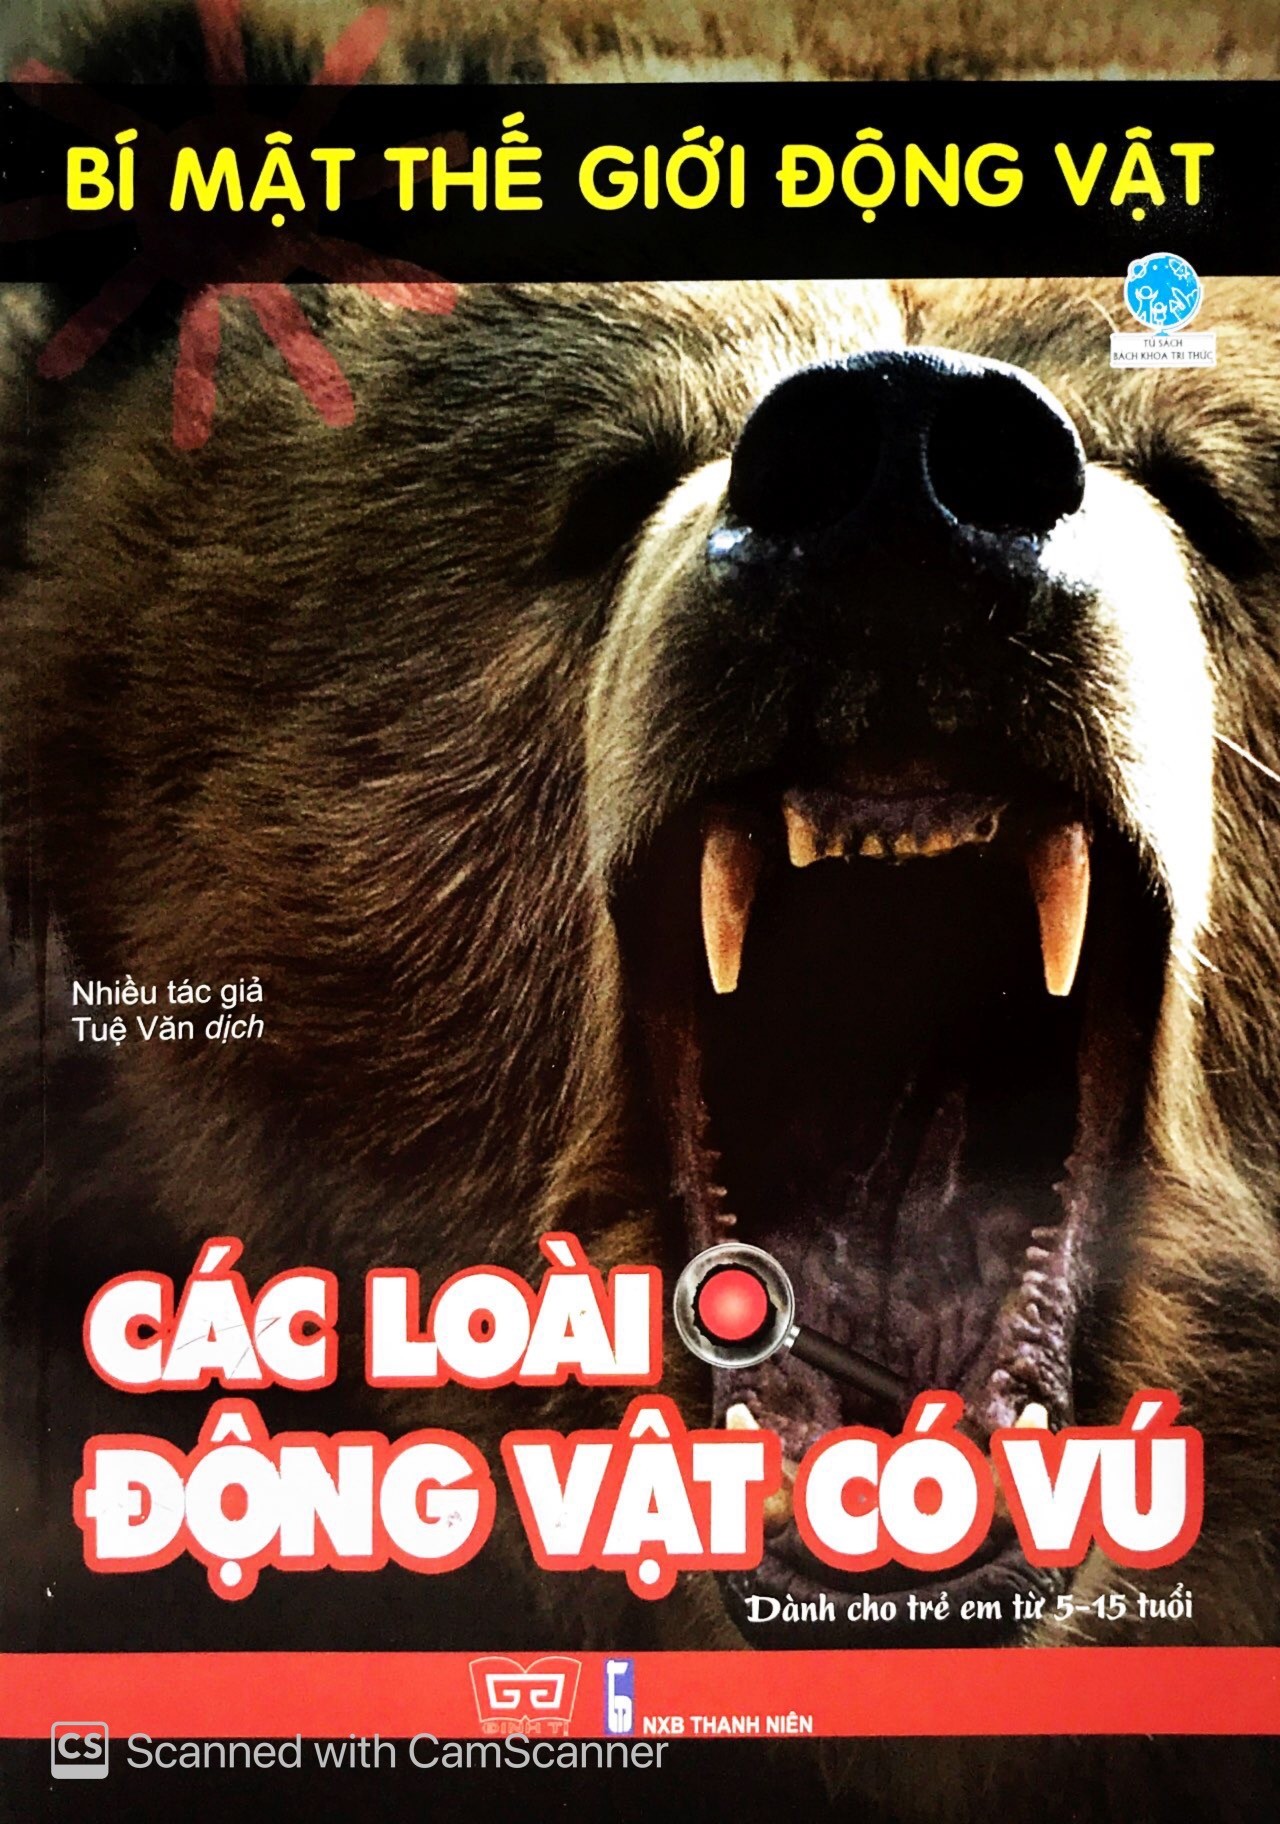 BÍ MẬT THẾ GIỚI ĐỘNG VẬT
TỦ SÁCH
BÁCH KHOA TRI THỨC
Nhiều tác giả
Tuệ Văn dịch
CÁC LOÀI
ĐỘNG VẬT CÓ VÚ
Dành cho trẻ em từ 5-15 tuổi
ĐINH TỊ
NXB THANH NIÊN
CS Scanned with CamScanner